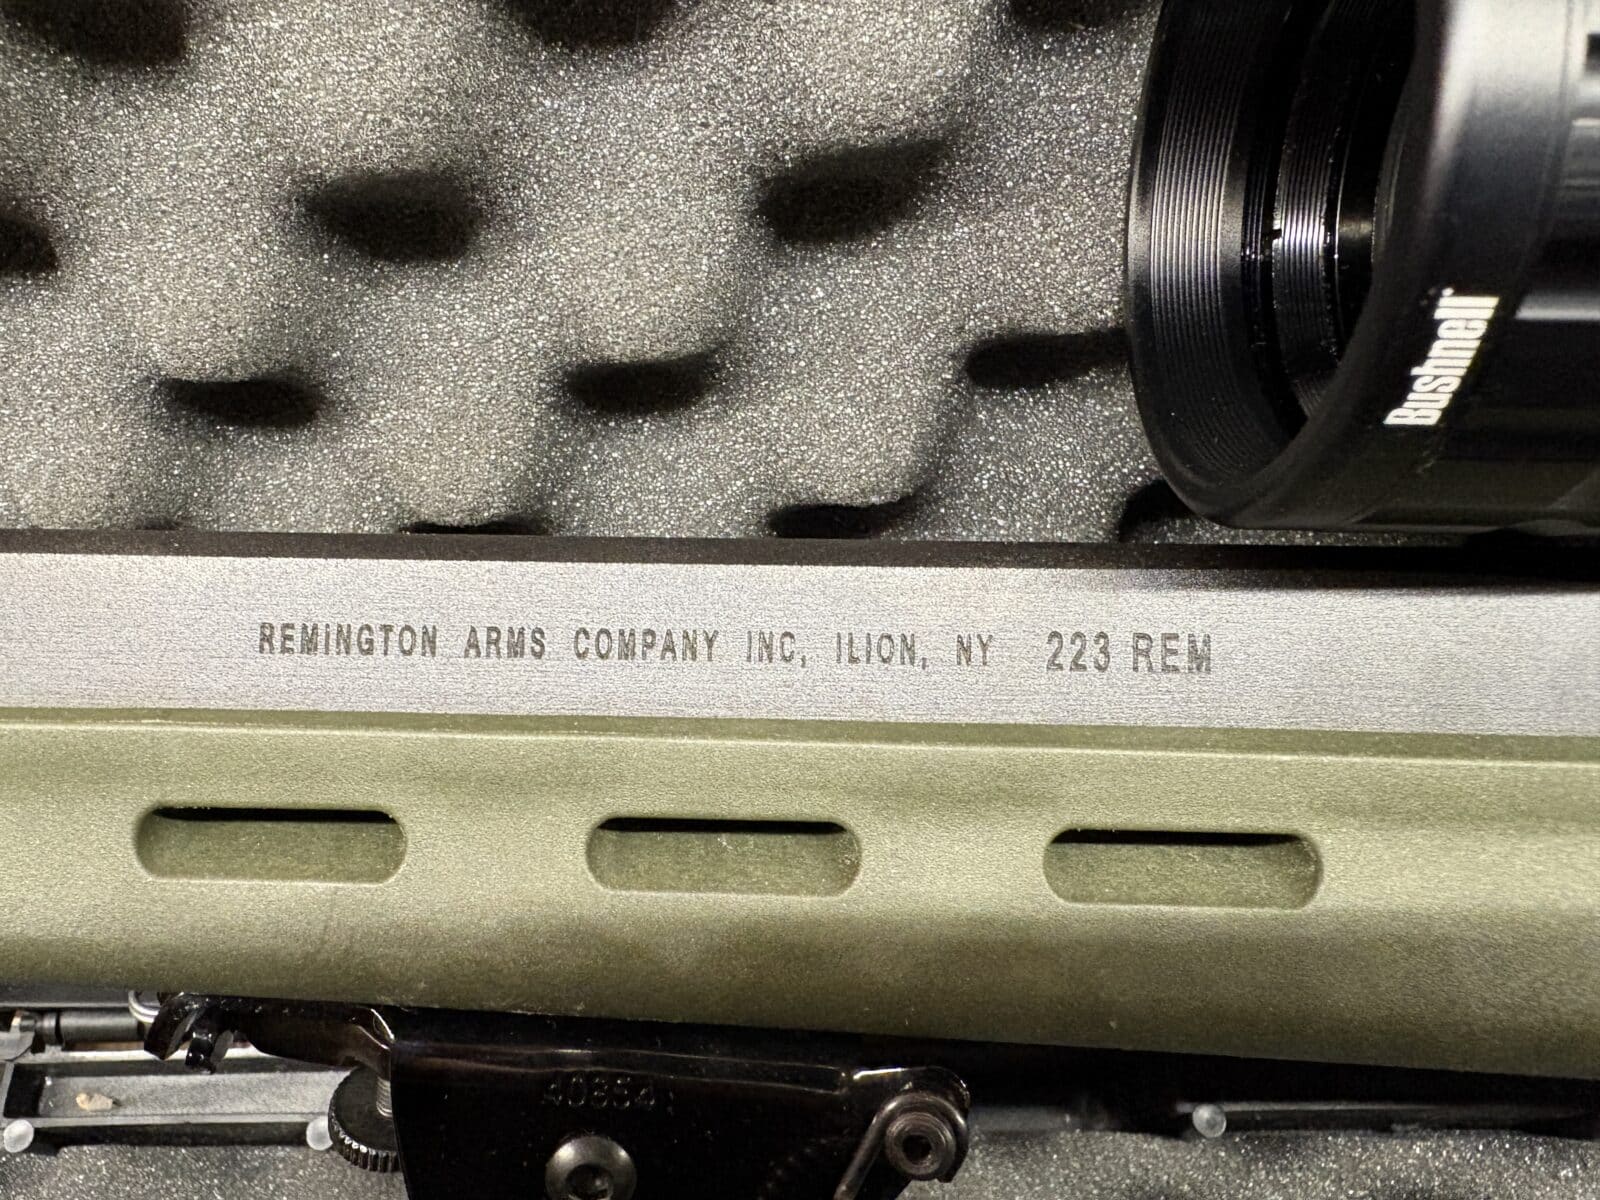 Bushnell
REMINGTON ARMS COMPANY INC, ILION, NY 223 REM